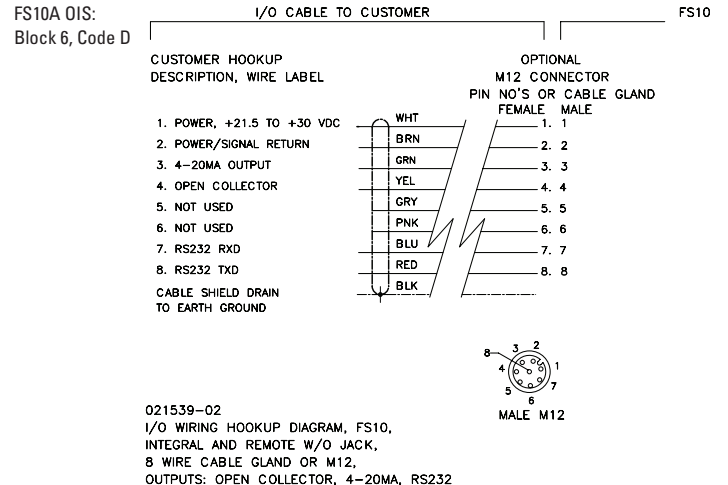 FS10A OIS:
Block 6, Code D
I/O CABLE TO CUSTOMER
FS10
CUSTOMER HOOKUP
DESCRIPTION, WIRE LABEL
OPTIONAL
M12 CONNECTOR
PIN NO'S OR CABLE GLAND
FEMALE MALE
1. POWER, +21.5 TO +30 VDC WHT 1. 1
2. POWER/SIGNAL RETURN BRN 2. 2
3. 4-20MA OUTPUT GRN 3. 3
4. OPEN COLLECTOR YEL 4. 4
5. NOT USED GRY 5. 5
6. NOT USED PNK 6. 6
7. RS232 RXD BLU 7. 7
8. RS232 TXD RED 8. 8
CABLE SHIELD DRAIN BLK
TO EARTH GROUND
8 3 2
4 1
5 7
6
MALE M12
021539-02
I/O WIRING HOOKUP DIAGRAM, FS10,
INTEGRAL AND REMOTE W/O JACK,
8 WIRE CABLE GLAND OR M12,
OUTPUTS: OPEN COLLECTOR, 4-20MA, RS232